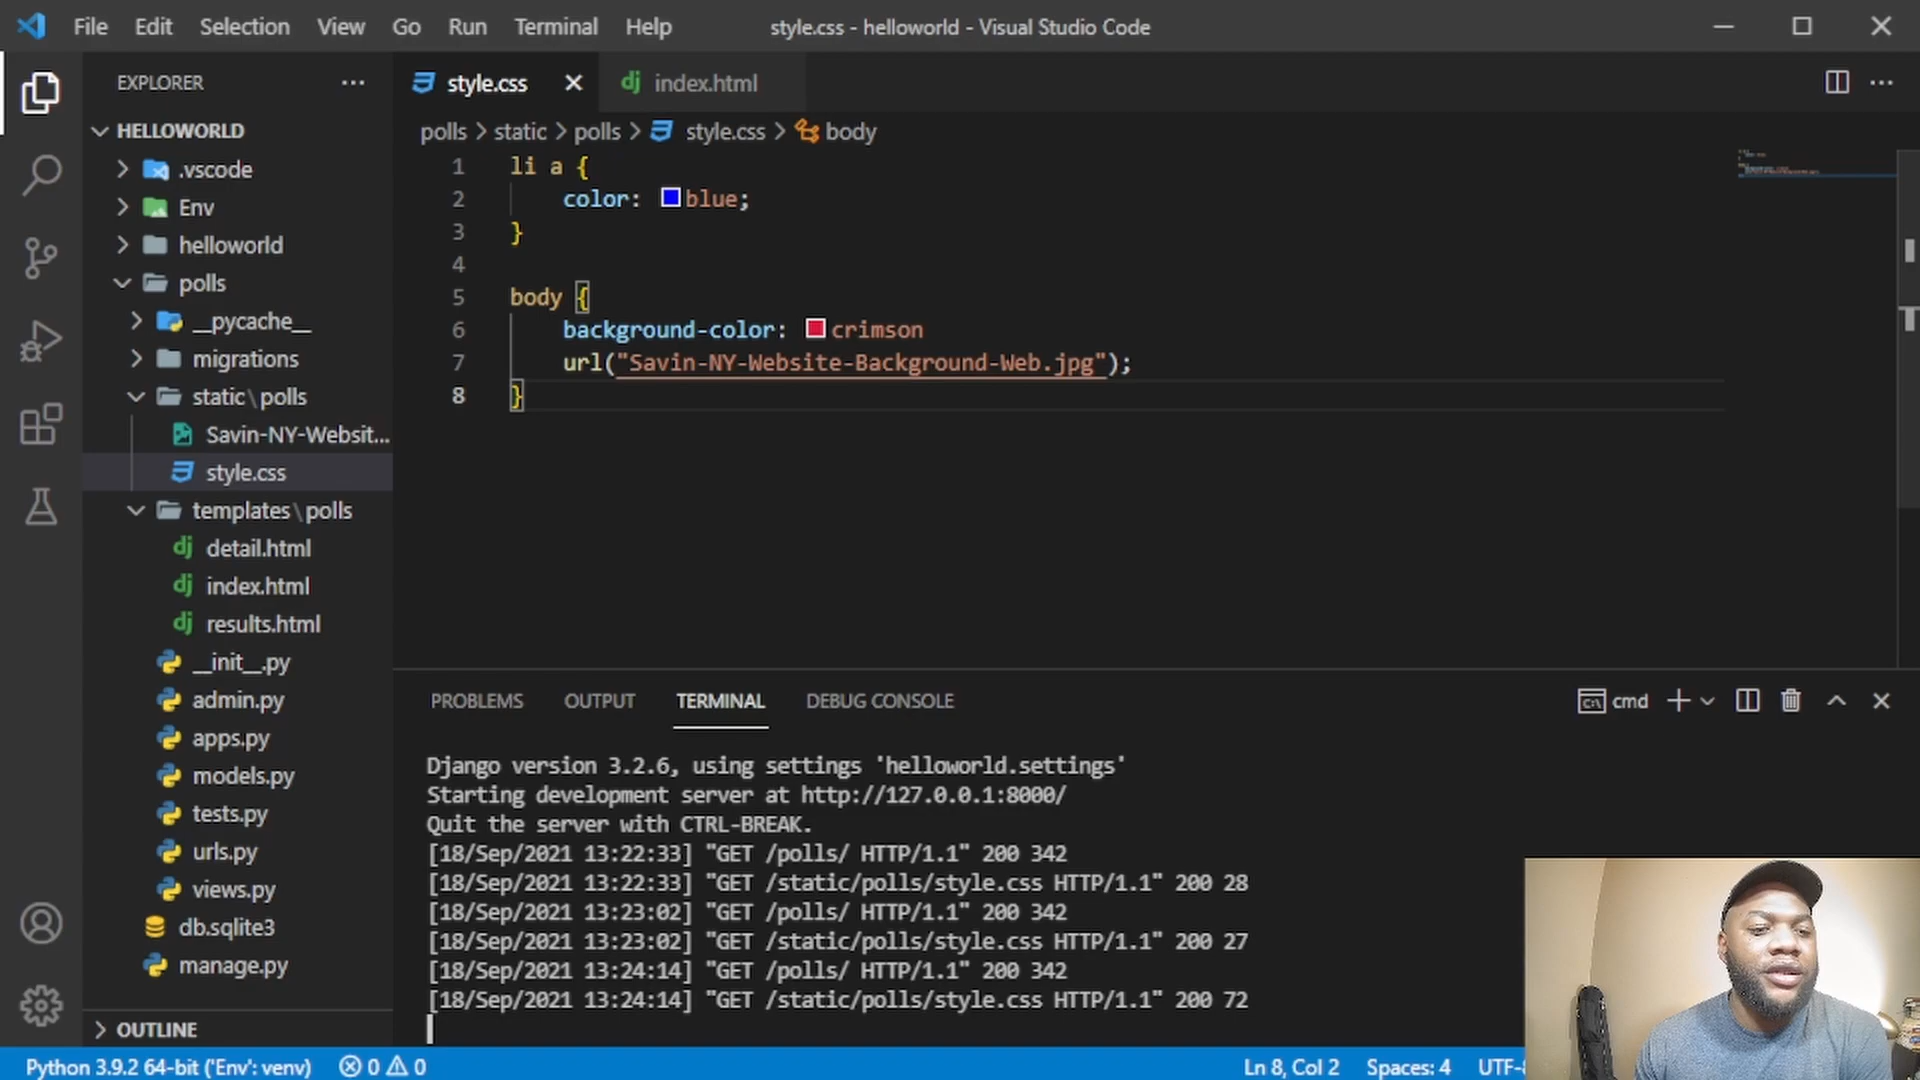 File Edit Selection View Go Run Terminal Help style.css - helloworld - Visual Studio Code
EXPLORER
HELLOWORLD
.vscode
Env
helloworld
polls
__pycache__
migrations
static\polls
Savin-NY-Websit...
style.css
templates\polls
detail.html
index.html
results.html
__init__.py
admin.py
apps.py
models.py
tests.py
urls.py
views.py
db.sqlite3
manage.py
OUTLINE
style.css index.html
polls > static > polls > style.css > body
1 li a {
2 color: blue;
3 }
4
5 body {
6 background-color: crimson
7 url("Savin-NY-Website-Background-Web.jpg");
8 }
PROBLEMS OUTPUT TERMINAL DEBUG CONSOLE cmd
Django version 3.2.6, using settings 'helloworld.settings'
Starting development server at http://127.0.0.1:8000/
Quit the server with CTRL-BREAK.
[18/Sep/2021 13:22:33] "GET /polls/ HTTP/1.1" 200 342
[18/Sep/2021 13:22:33] "GET /static/polls/style.css HTTP/1.1" 200 28
[18/Sep/2021 13:23:02] "GET /polls/ HTTP/1.1" 200 342
[18/Sep/2021 13:23:02] "GET /static/polls/style.css HTTP/1.1" 200 27
[18/Sep/2021 13:24:14] "GET /polls/ HTTP/1.1" 200 342
[18/Sep/2021 13:24:14] "GET /static/polls/style.css HTTP/1.1" 200 72
Python 3.9.2 64-bit ('Env': venv) 0 0 Ln 8, Col 2 Spaces: 4